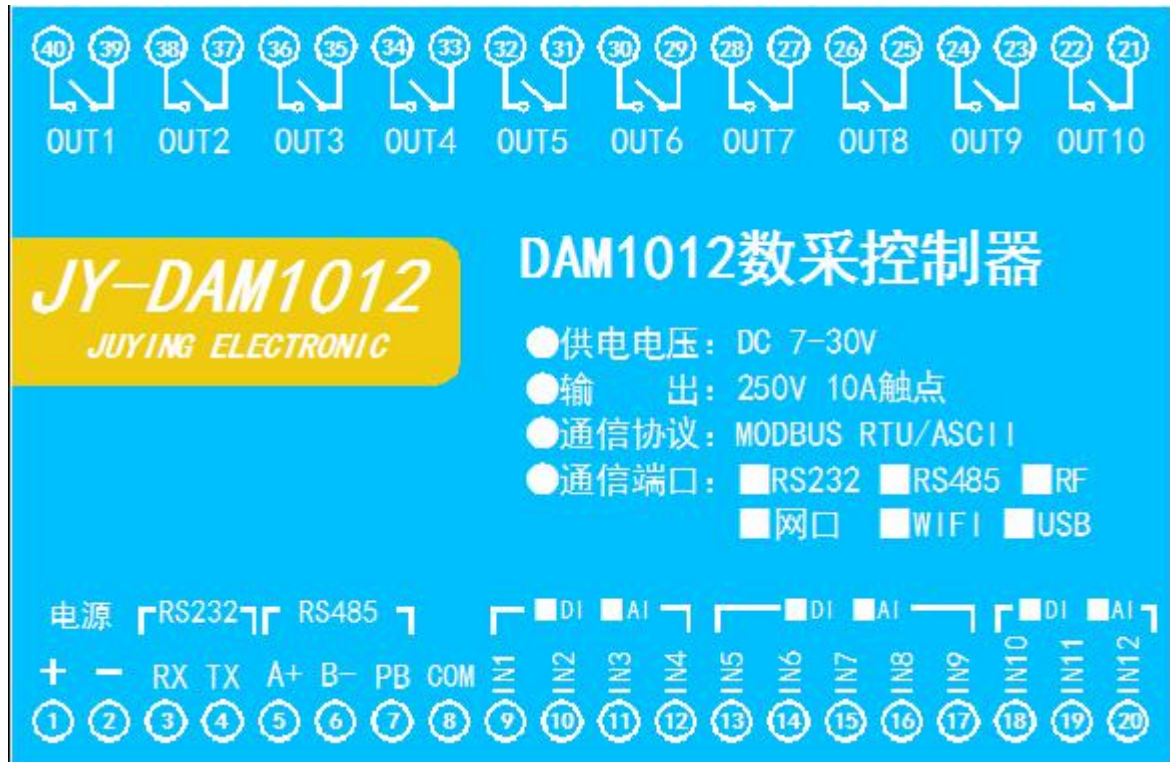 40 39 38 37 36 35 34 33 32 31 30 29 28 27 26 25 24 23 22 21
OUT1 OUT2 OUT3 OUT4 OUT5 OUT6 OUT7 OUT8 OUT9 OUT10
JY-DAM1012
JUYING ELECTRONIC
DAM1012数采控制器
●供电电压：DC 7-30V
●输 出：250V 10A触点
●通信协议：MODBUS RTU/ASCII
●通信端口：■RS232 ■RS485 ■RF
■网口 ■WIFI ■USB
电源 RS232 RS485 ■DI ■AI ■DI ■AI ■DI ■AI
+ - RX TX A+ B- PB COM IN1 IN2 IN3 IN4 IN5 IN6 IN7 IN8 IN9 IN10 IN11 IN12
1 2 3 4 5 6 7 8 9 10 11 12 13 14 15 16 17 18 19 20